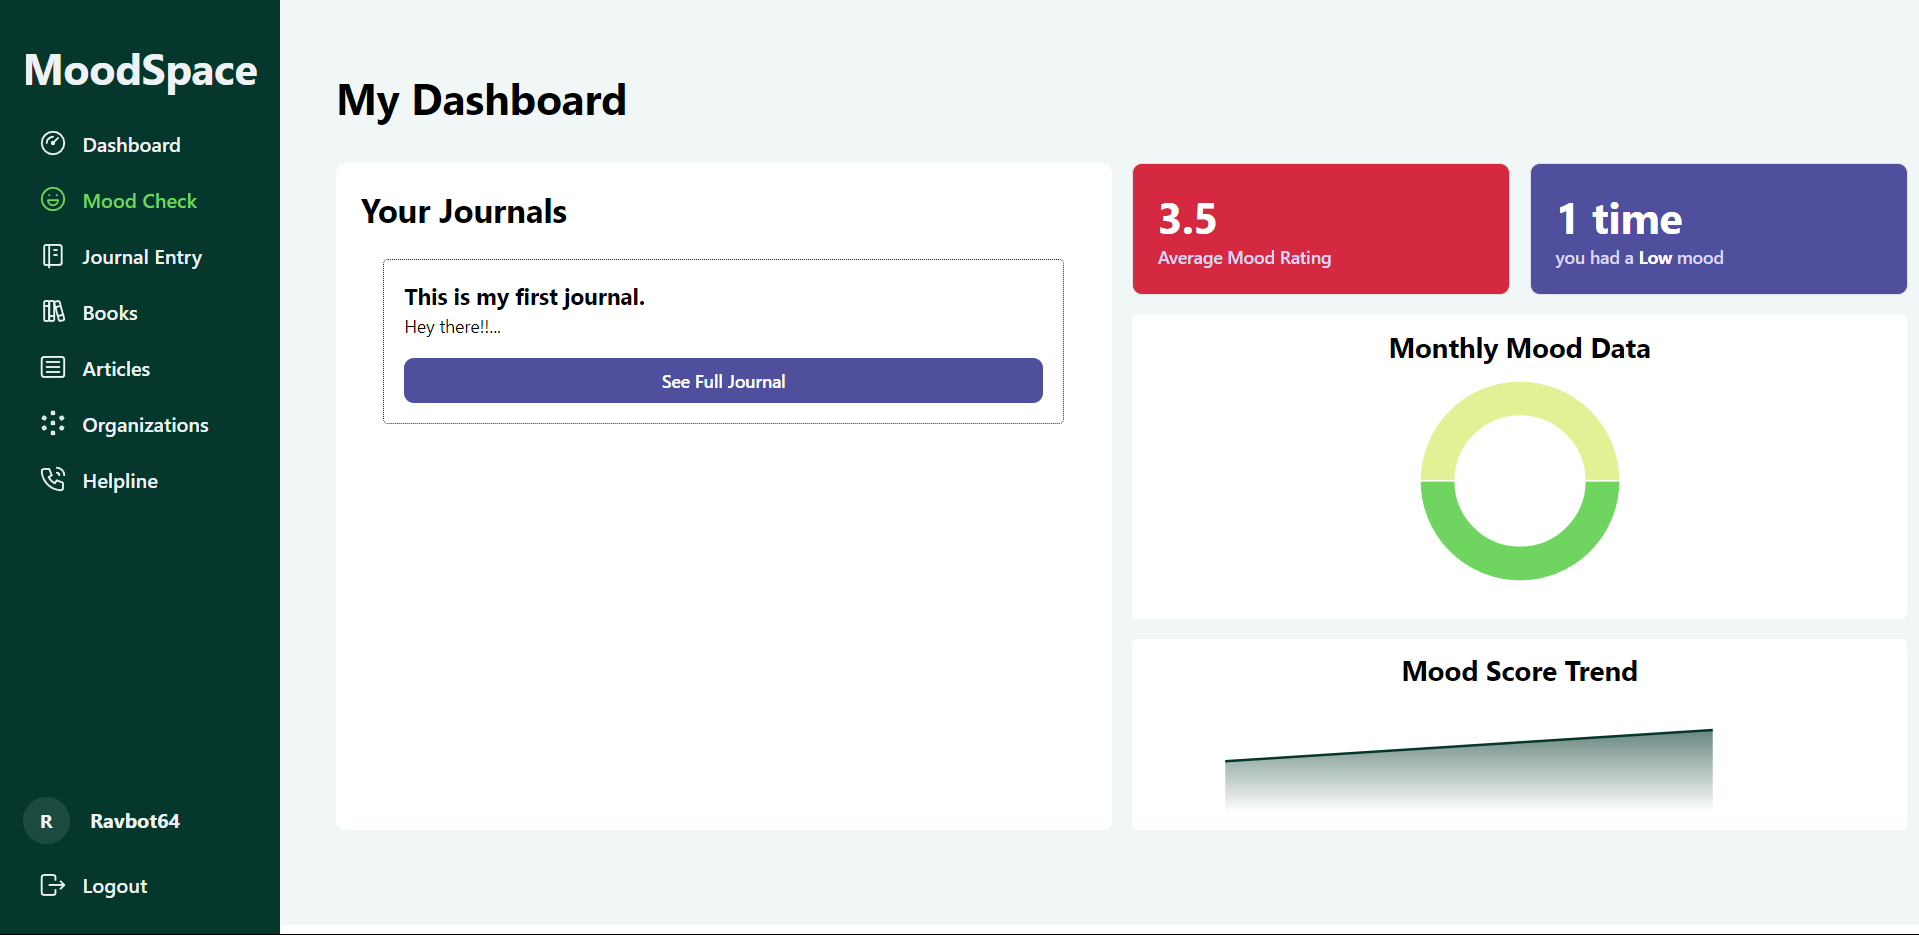 MoodSpace
Dashboard
Mood Check
Journal Entry
Books
Articles
Organizations
Helpline
R
Ravbot64
Logout
My Dashboard
Your Journals
This is my first journal.
Hey there!!...
See Full Journal
3.5
Average Mood Rating
1 time
you had a Low mood
Monthly Mood Data
Mood Score Trend